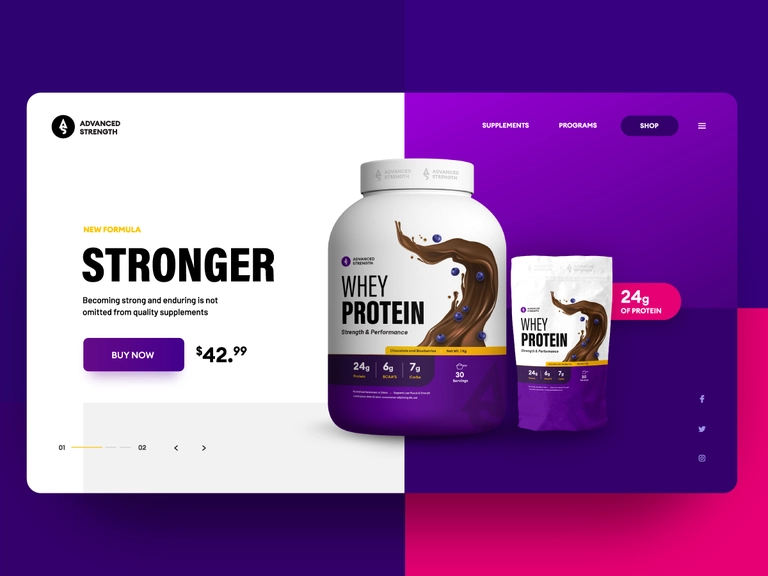 ADVANCED
STRENGTH
SUPPLEMENTS
PROGRAMS
SHOP
NEW FORMULA
STRONGER
Becoming strong and enduring is not
omitted from quality supplements
BUY NOW
$42.99
01
02
ADVANCED
STRENGTH
ADVANCED
STRENGTH
ADVANCED
STRENGTH
WHEY
PROTEIN
Strength & Performance
Chocolate and Blueberries
Net Wt. 1 Kg
24g
Protein
6g
BCAA'S
7g
Carbs
30
Servings
WHEY
PROTEIN
Strength & Performance
24g
6g
7g
30
24g
OF PROTEIN